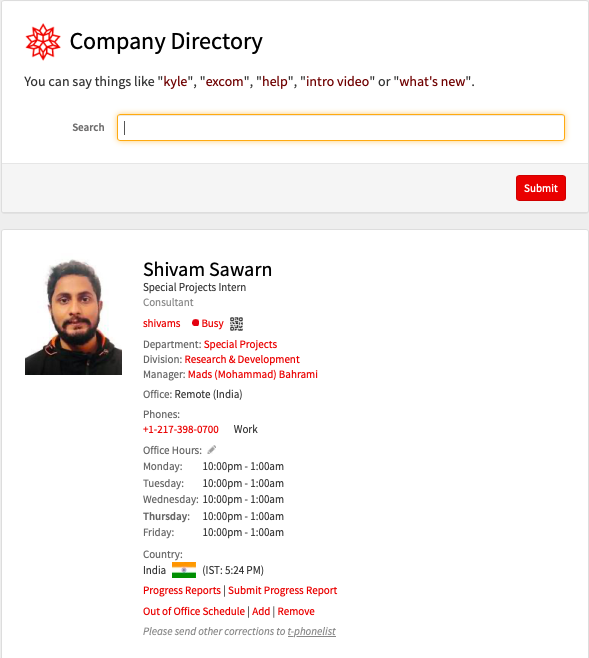 Company Directory
You can say things like "kyle", "excom", "help", "intro video" or "what's new".
Search
Submit
Shivam Sawarn
Special Projects Intern
Consultant
shivams Busy
Department: Special Projects
Division: Research & Development
Manager: Mads (Mohammad) Bahrami
Office: Remote (India)
Phones:
+1-217-398-0700 Work
Office Hours:
Monday: 10:00pm - 1:00am
Tuesday: 10:00pm - 1:00am
Wednesday: 10:00pm - 1:00am
Thursday: 10:00pm - 1:00am
Friday: 10:00pm - 1:00am
Country:
India (IST: 5:24 PM)
Progress Reports | Submit Progress Report
Out of Office Schedule | Add | Remove
Please send other corrections to t-phonelist